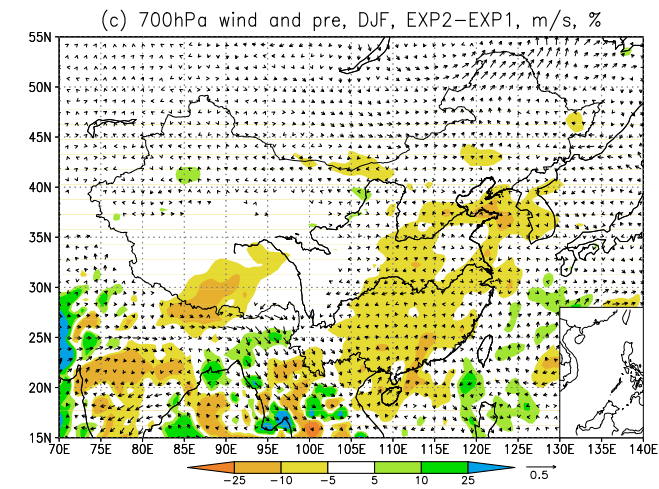 (c) 700hPa wind and pre, DJF, EXP2−EXP1, m/s, %
55N
50N
45N
40N
35N
30N
25N
20N
15N
70E 75E 80E 85E 90E 95E 100E 105E 110E 115E 120E 125E 130E 135E 140E
−25 −10 −5 5 10 25 0.5